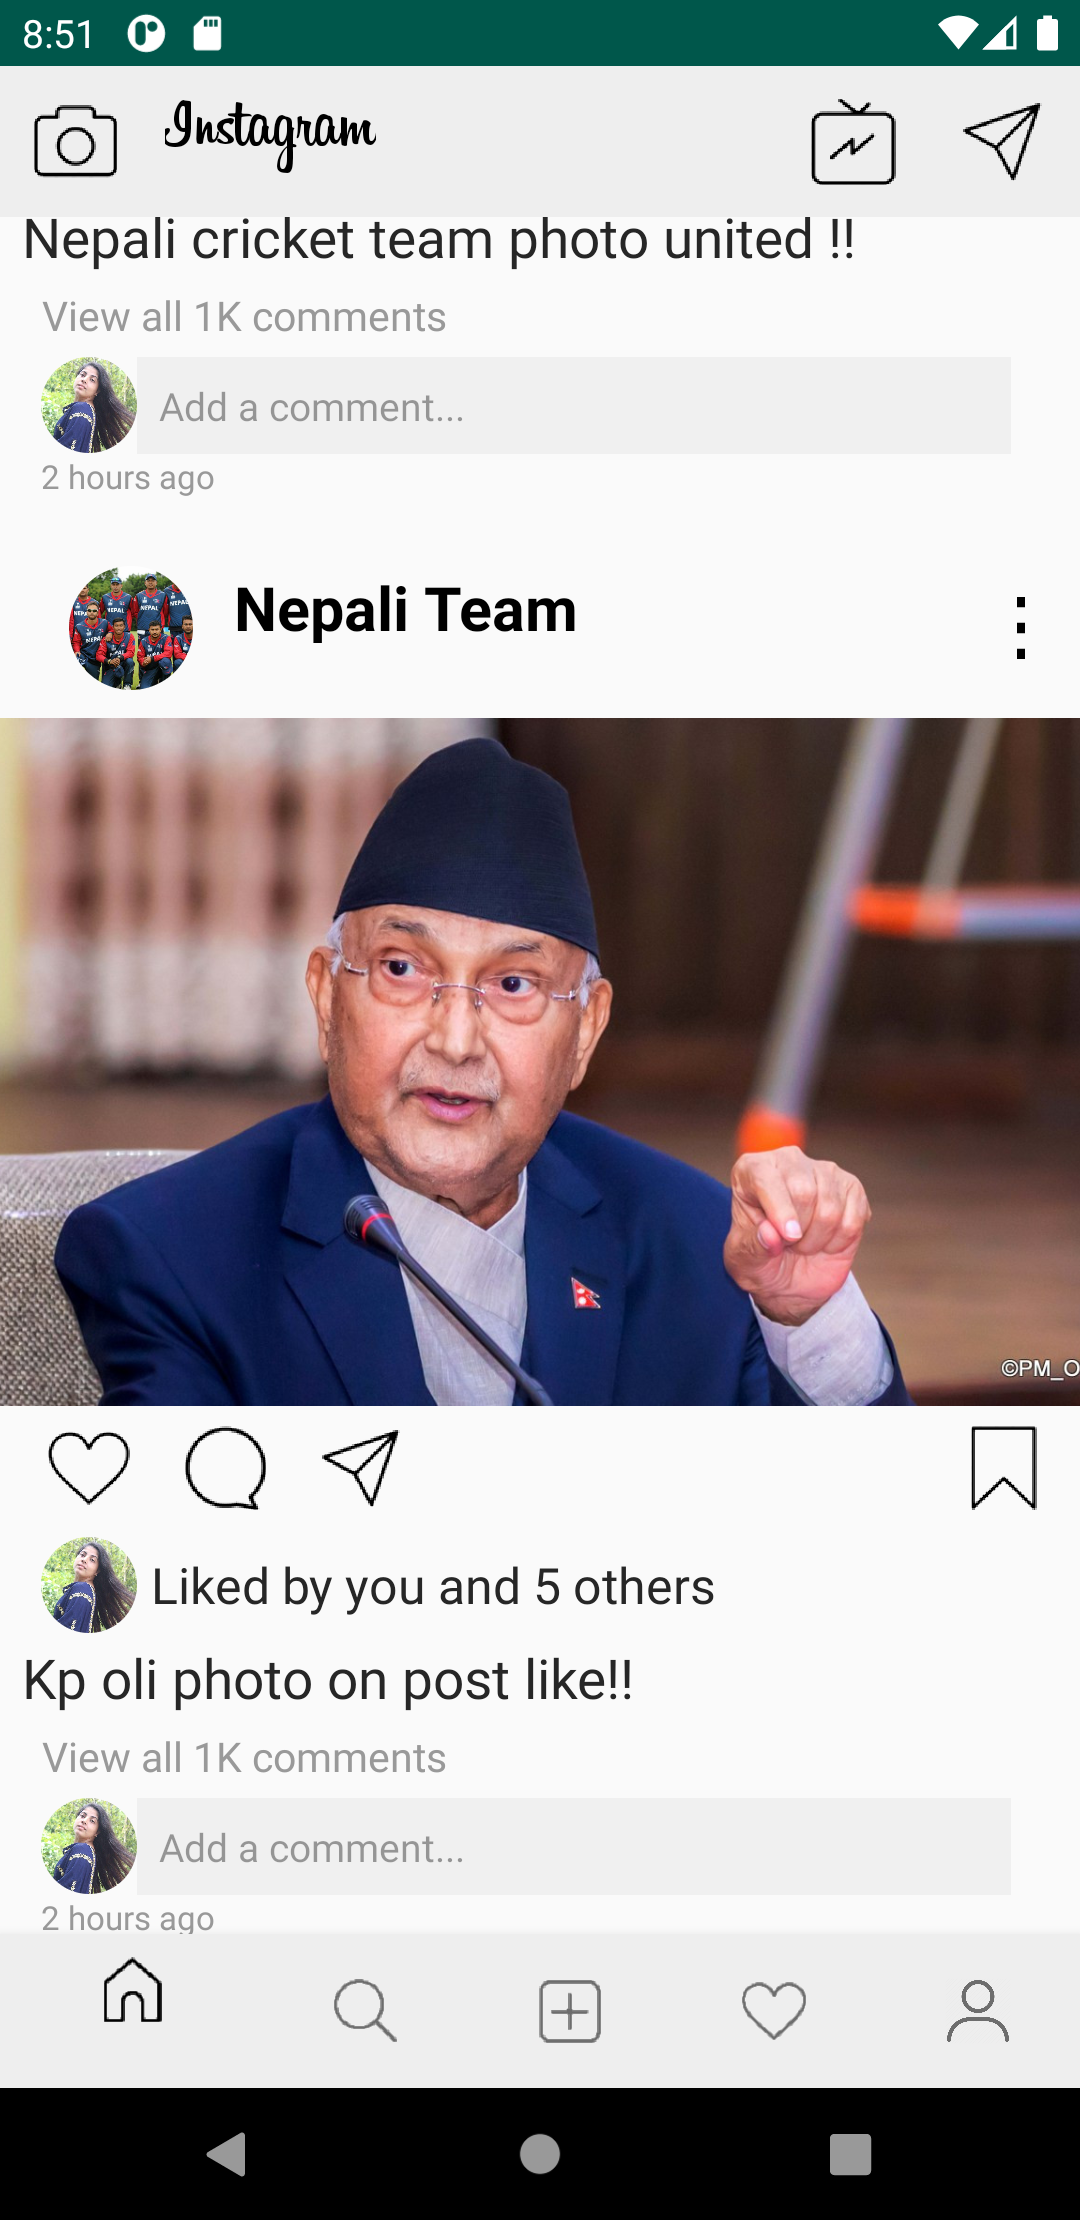 8:51
Instagram
Nepali cricket team photo united !!
View all 1K comments
Add a comment...
2 hours ago
NEPAL NEPAL
Nepali Team
©PM_O
Liked by you and 5 others
Kp oli photo on post like!!
View all 1K comments
Add a comment...
2 hours ago